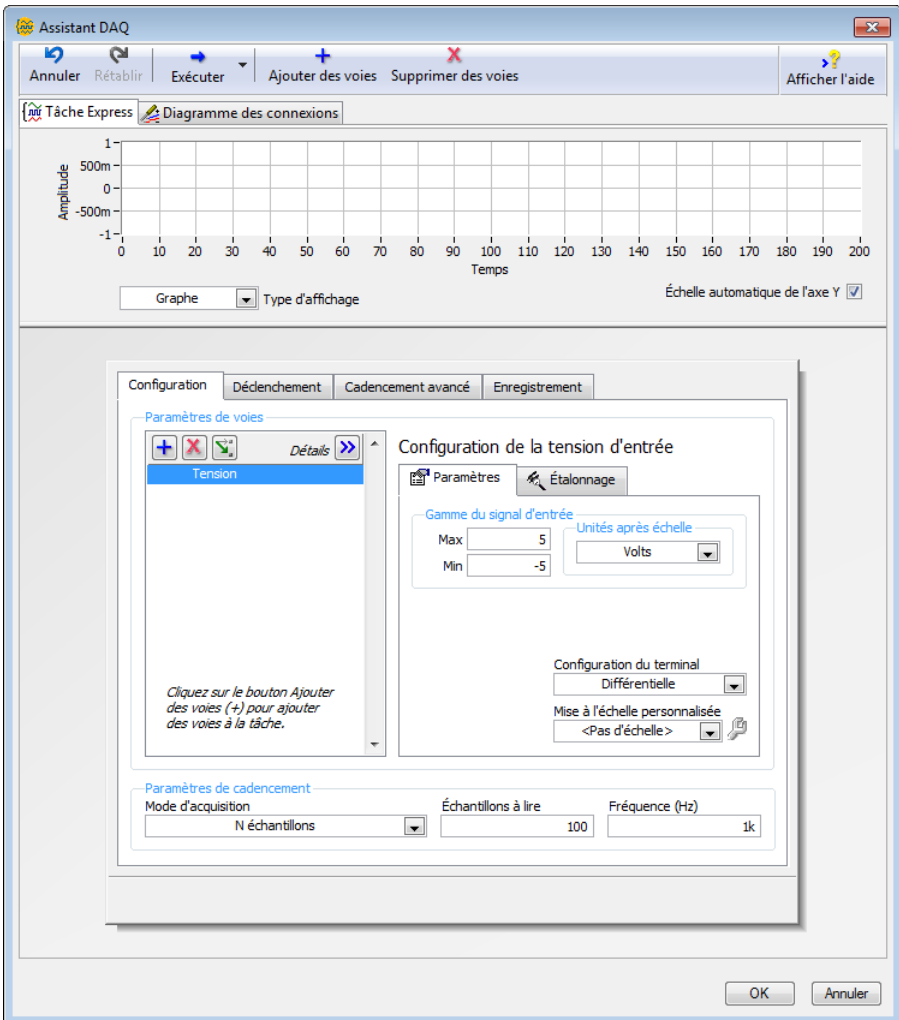 Assistant DAQ
Annuler Rétablir Exécuter Ajouter des voies Supprimer des voies Afficher l'aide
Tâche Express Diagramme des connexions
Amplitude
1
500m
0
-500m
-1
0 10 20 30 40 50 60 70 80 90 100 110 120 130 140 150 160 170 180 190 200
Temps
Graphe Type d'affichage Échelle automatique de l'axe Y
Configuration Déclenchement Cadencement avancé Enregistrement
Paramètres de voies
Détails
Tension
Cliquez sur le bouton Ajouter
des voies (+) pour ajouter
des voies à la tâche.
Configuration de la tension d'entrée
Paramètres Étalonnage
Gamme du signal d'entrée
Max 5
Min -5
Unités après échelle
Volts
Configuration du terminal
Différentielle
Mise à l'échelle personnalisée
<Pas d'échelle>
Paramètres de cadencement
Mode d'acquisition Échantillons à lire Fréquence (Hz)
N échantillons 100 1k
OK Annuler